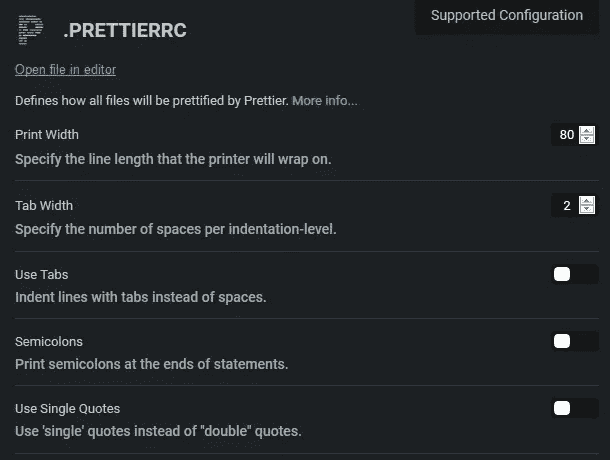 Supported Configuration
.PRETTIERRC
Open file in editor
Defines how all files will be prettified by Prettier. More info...
Print Width
80
Specify the line length that the printer will wrap on.
Tab Width
2
Specify the number of spaces per indentation-level.
Use Tabs
Indent lines with tabs instead of spaces.
Semicolons
Print semicolons at the ends of statements.
Use Single Quotes
Use 'single' quotes instead of "double" quotes.